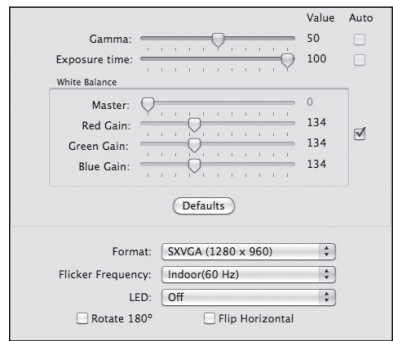 Value Auto
Gamma: 50
Exposure time: 100
White Balance
Master: 0
Red Gain: 134
Green Gain: 134
Blue Gain: 134
Defaults
Format: SXVGA (1280 x 960)
Flicker Frequency: Indoor(60 Hz)
LED: Off
Rotate 180º Flip Horizontal